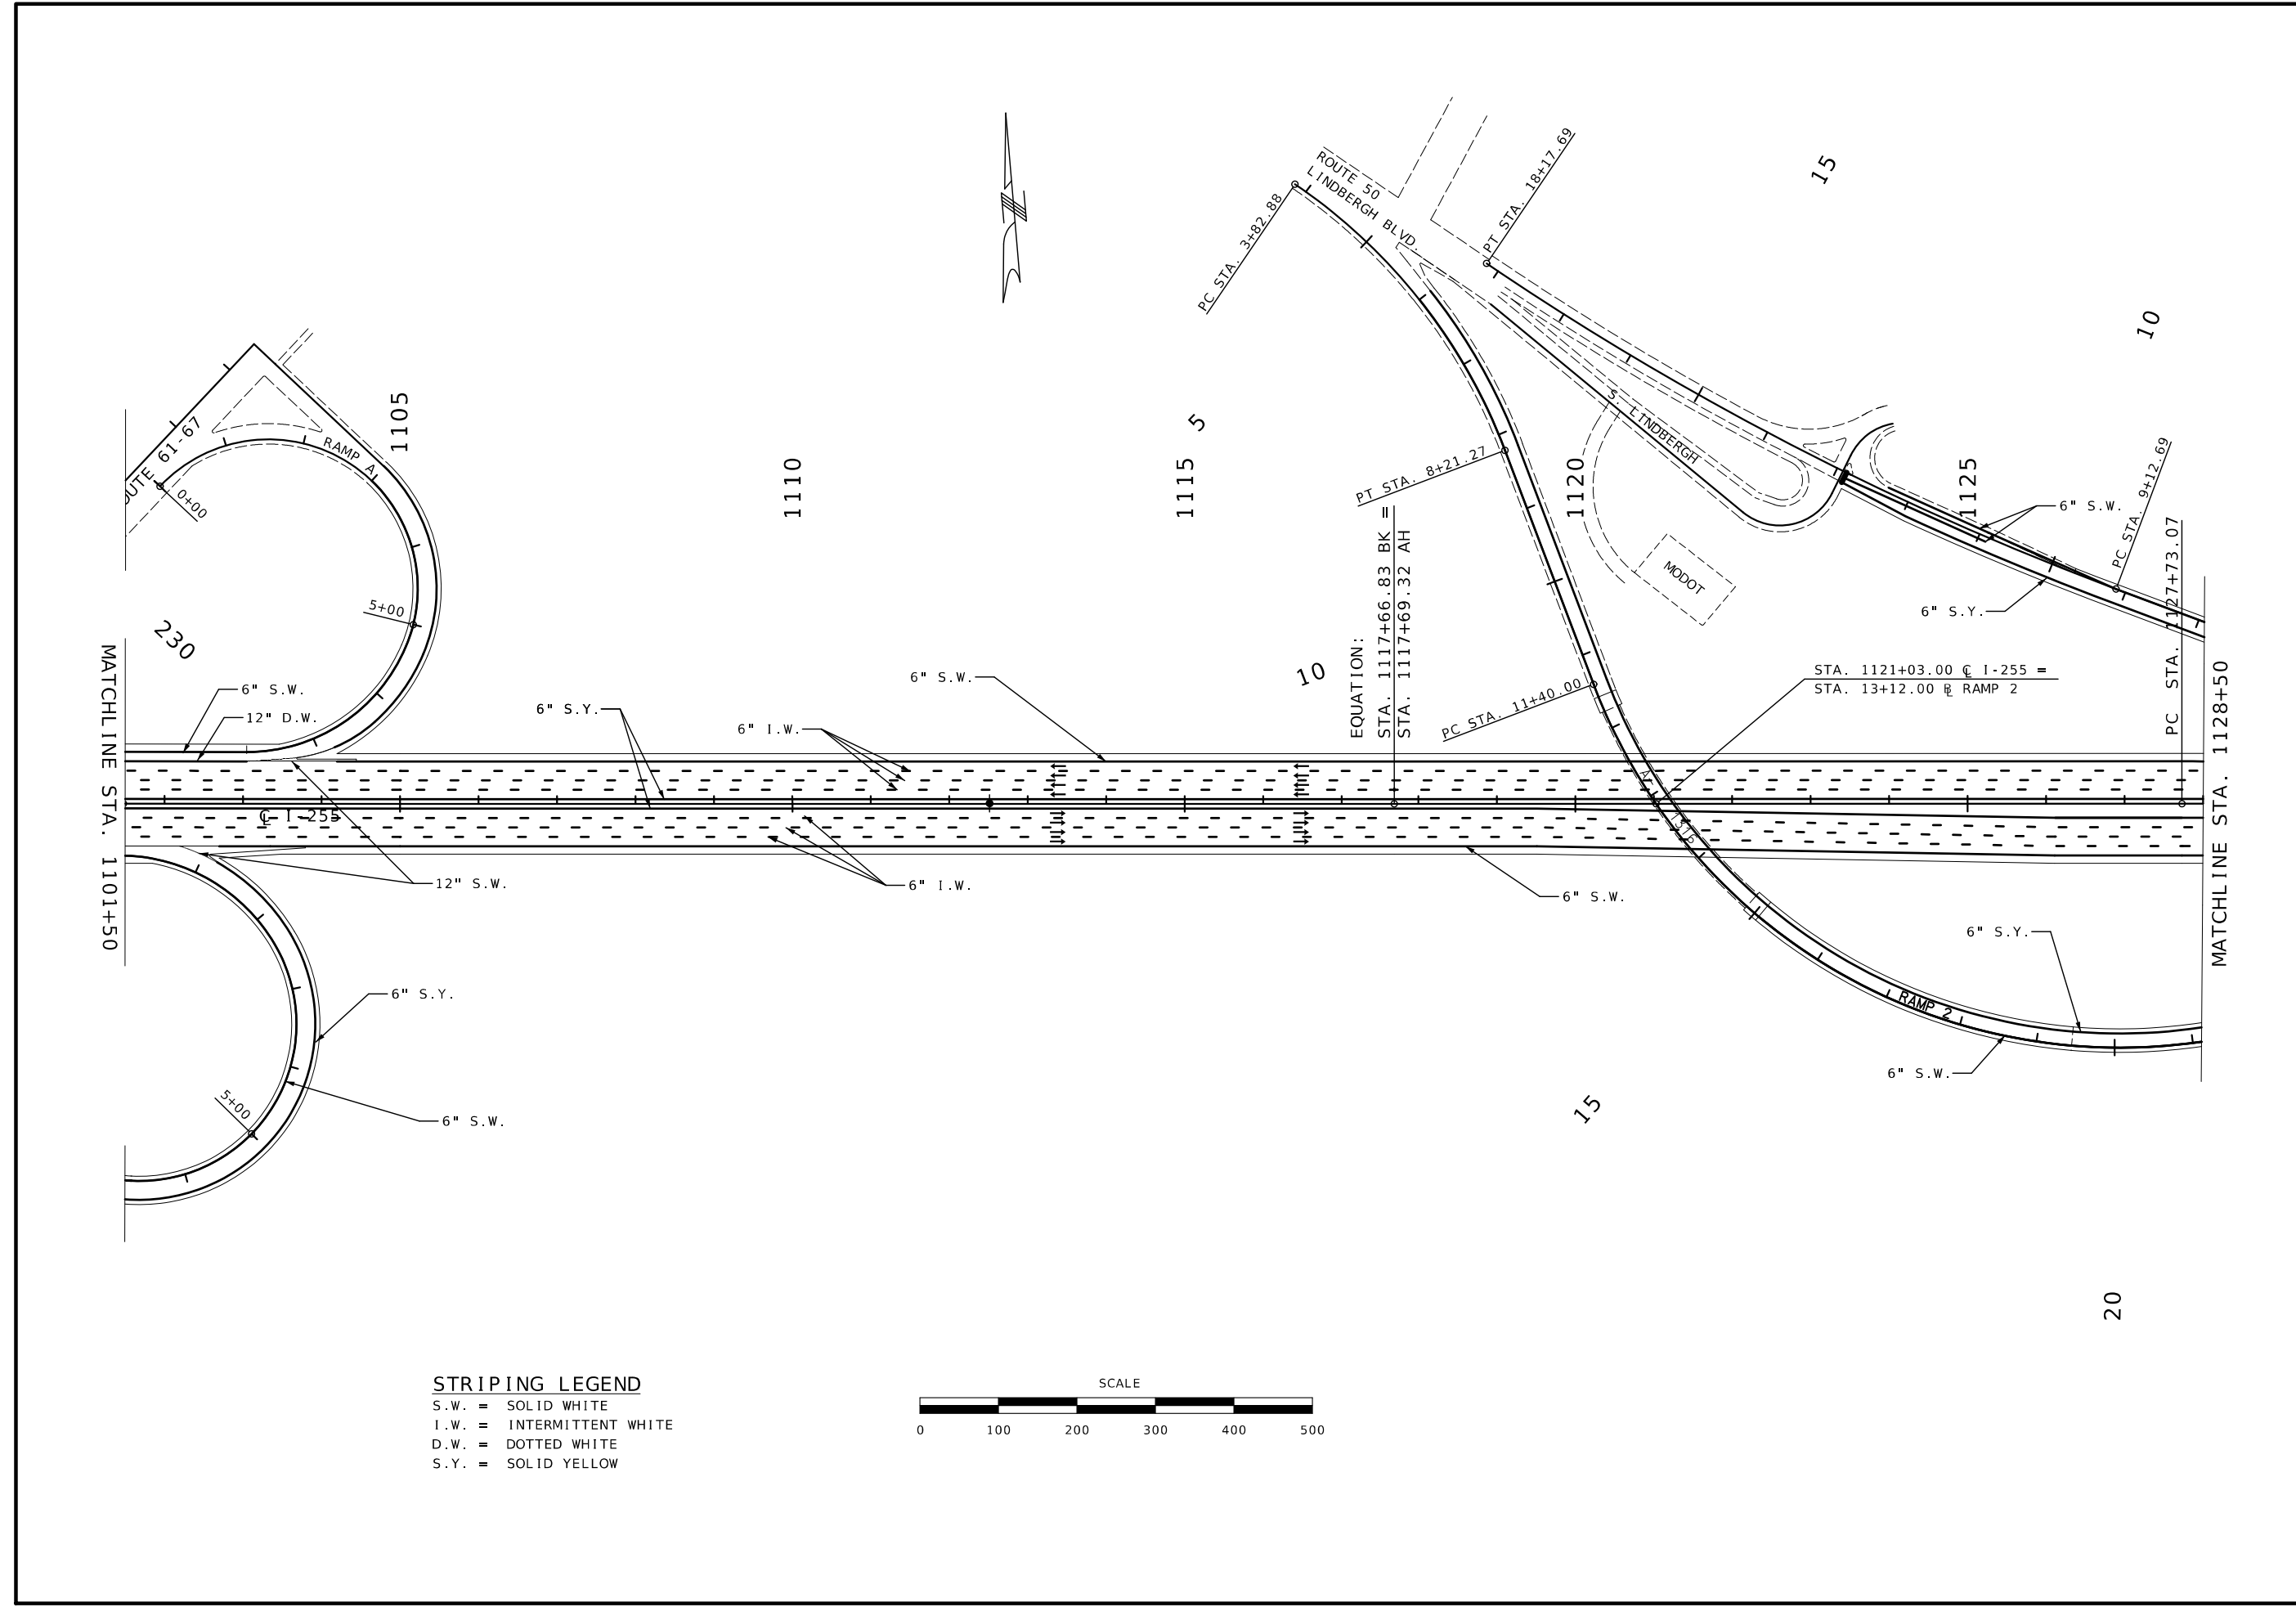 ROUTE 50
LINDBERGH BLVD.
PC STA. 3+82.88
PT STA. 18+17.69
15
10
1105
UTE 61-67
RAMP A
0+00
5+00
230
5
1110
1115
1120
1125
S. LINDBERGH
MODOT
PT STA. 8+21.27
6" S.W.
PC STA. 9+12.69
PC STA. 1127+73.07
6" S.Y.
EQUATION:
STA. 1117+66.83 BK =
STA. 1117+69.32 AH
10
PC STA. 11+40.00
STA. 1121+03.00 ℄ I-255 =
STA. 13+12.00 RAMP 2
MATCHLINE STA. 1101+50
MATCHLINE STA. 1128+50
6" S.W.
12" D.W.
6" S.Y.
6" I.W.
6" S.W.
℄ I-255
12" S.W.
6" I.W.
6" S.W.
6" S.Y.
6" S.W.
5+00
6" S.Y.
RAMP 2
6" S.W.
15
20
STRIPING LEGEND
S.W. = SOLID WHITE
I.W. = INTERMITTENT WHITE
D.W. = DOTTED WHITE
S.Y. = SOLID YELLOW
SCALE
0 100 200 300 400 500